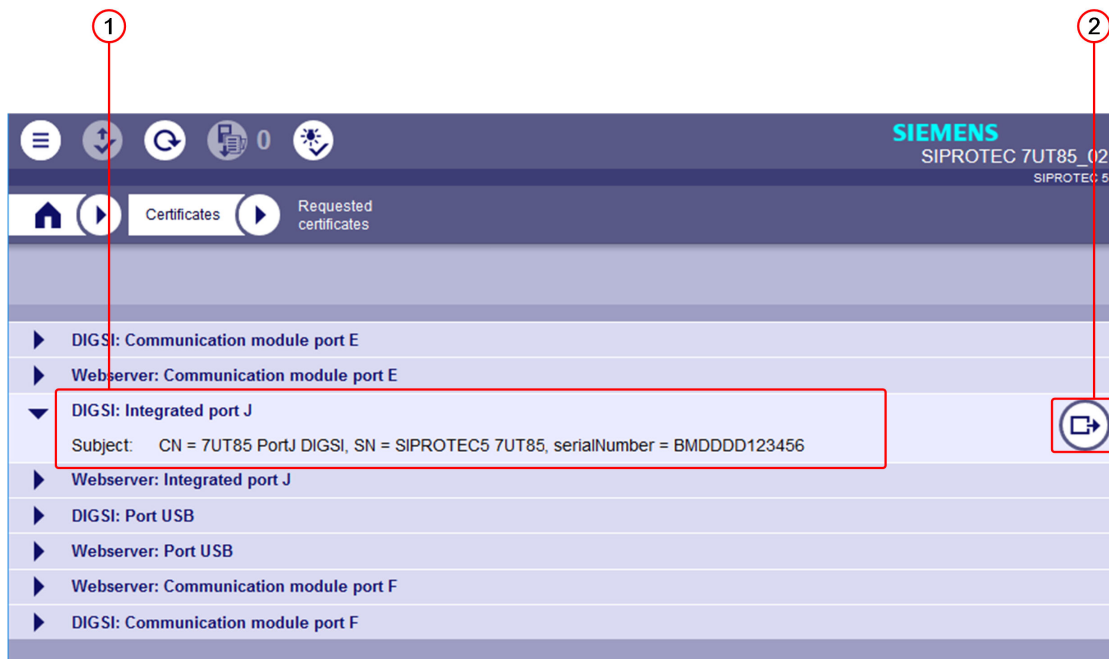 1
2
0
SIEMENS
SIPROTEC 7UT85_02
SIPROTEC 5
Certificates
Requested
certificates
DIGSI: Communication module port E
Webserver: Communication module port E
DIGSI: Integrated port J
Subject: CN = 7UT85 PortJ DIGSI, SN = SIPROTEC5 7UT85, serialNumber = BMDDDD123456
Webserver: Integrated port J
DIGSI: Port USB
Webserver: Port USB
Webserver: Communication module port F
DIGSI: Communication module port F